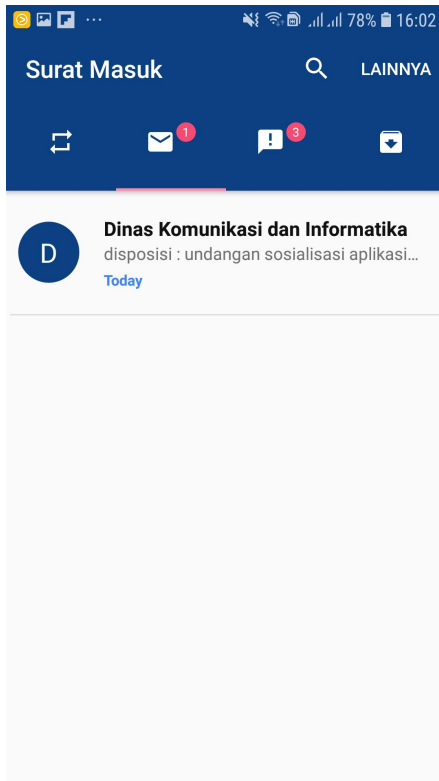 78% 16:02
Surat Masuk
LAINNYA
1
3
D
Dinas Komunikasi dan Informatika
disposisi : undangan sosialisasi aplikasi...
Today